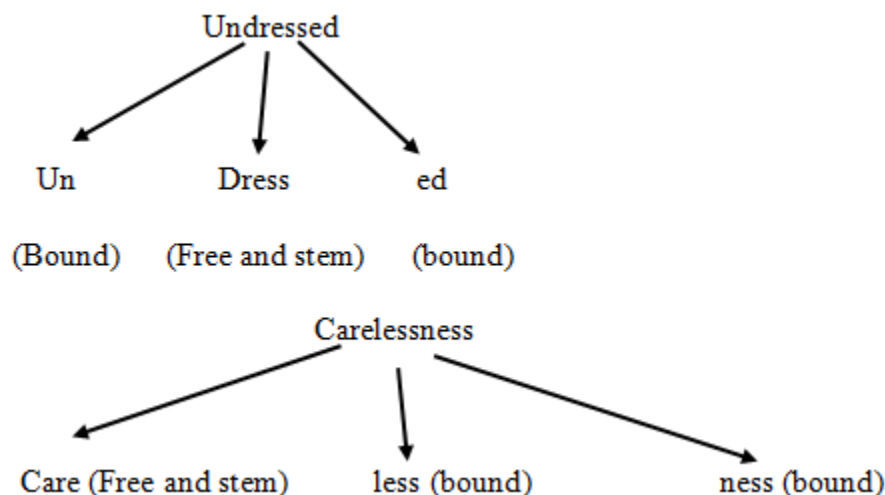 Undressed
Un Dress ed
(Bound) (Free and stem) (bound)
Carelessness
Care (Free and stem) less (bound) ness (bound)